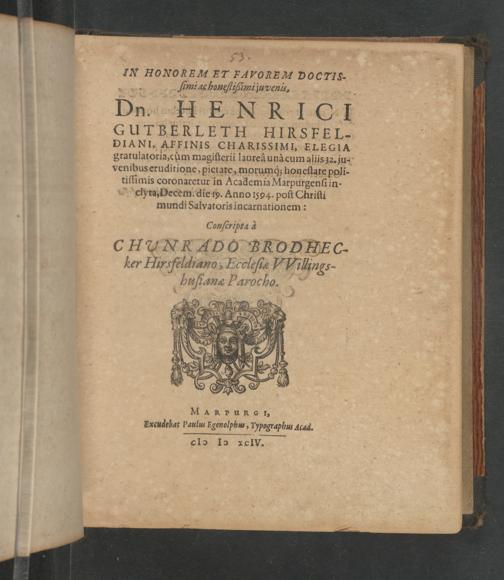 53.
IN HONOREM ET FAVOREM DOCTIS-
simi ac honestissimi juvenis,
Dn. HENRICI
GUTBERLETH HIRSFEL-
DIANI, AFFINIS CHARISSIMI, ELEGIA
gratulatoria, cùm magisterii laureâ unà cum aliis 32. ju-
venibus eruditione, pietate, morumq; honestate poli-
tissimis coronaretur in Academia Marpurgensi in-
clyta, Decem. die 19. Anno 1594. post Christi
mundi Salvatoris incarnationem:
Conscripta à
CHUNRADO BRODHEC-
ker Hirsfeldiano, Ecclesiæ VVillings-
husianæ Parocho.
MARPURGI,
Excudebat Paulus Egenolphus, Typographus Acad.
cIɔ Iɔ xcIV.